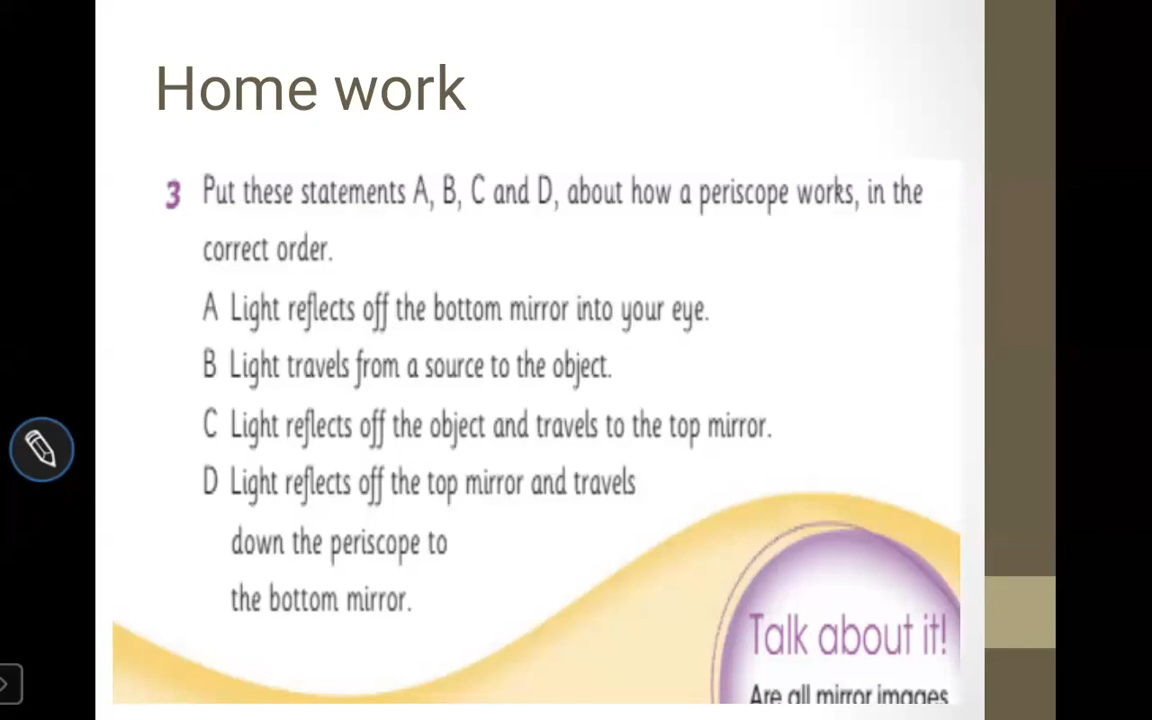 Home work
3 Put these statements A, B, C and D, about how a periscope works, in the
correct order.
A Light reflects off the bottom mirror into your eye.
B Light travels from a source to the object.
C Light reflects off the object and travels to the top mirror.
D Light reflects off the top mirror and travels
down the periscope to
the bottom mirror.
Talk about it!
Are all mirror images